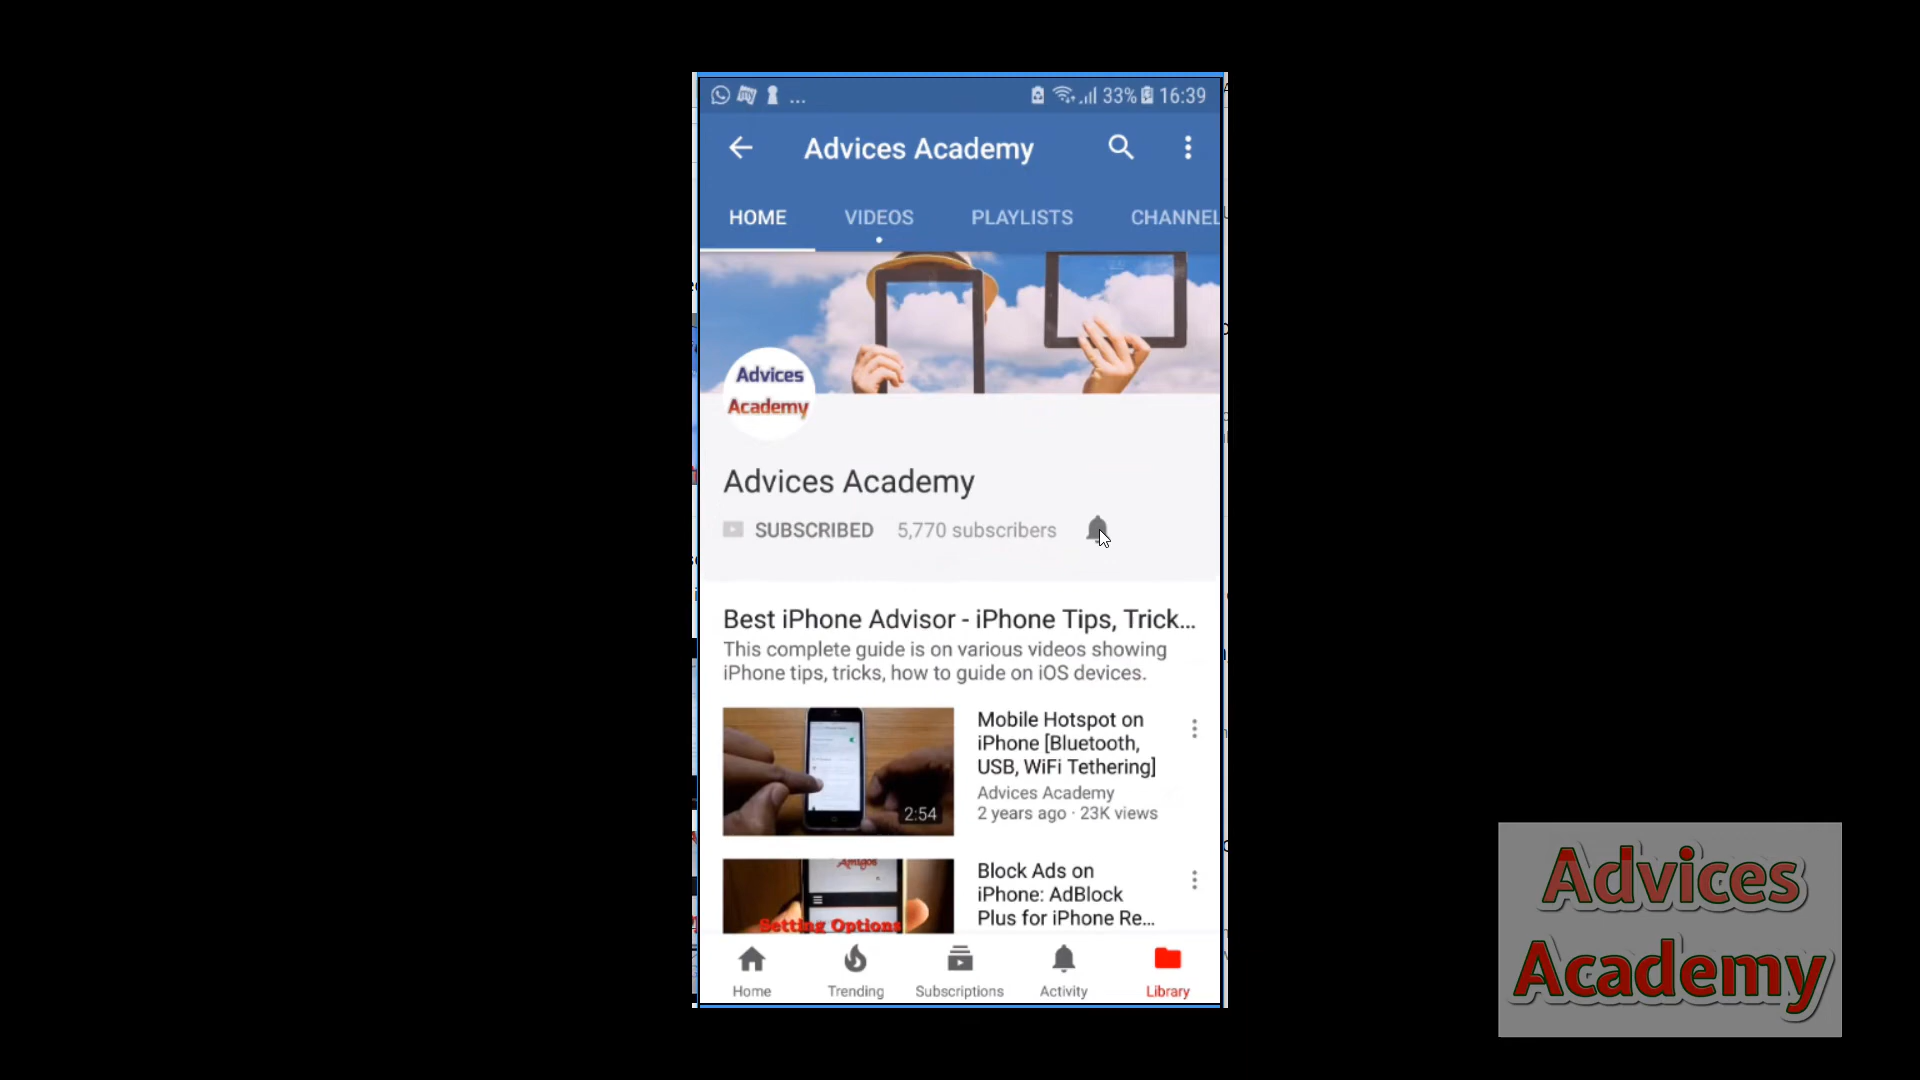 ... 33% 16:39
Advices Academy
HOME VIDEOS PLAYLISTS CHANNEL
Advices
Academy
Advices Academy
SUBSCRIBED 5,770 subscribers
Best iPhone Advisor - iPhone Tips, Trick...
This complete guide is on various videos showing
iPhone tips, tricks, how to guide on iOS devices.
Mobile Hotspot on
iPhone [Bluetooth,
USB, WiFi Tethering]
Advices Academy
2 years ago · 23K views
2:54
Block Ads on
iPhone: AdBlock
Plus for iPhone Re...
Amigos
Setting Options
Home Trending Subscriptions Activity Library
Advices
Academy